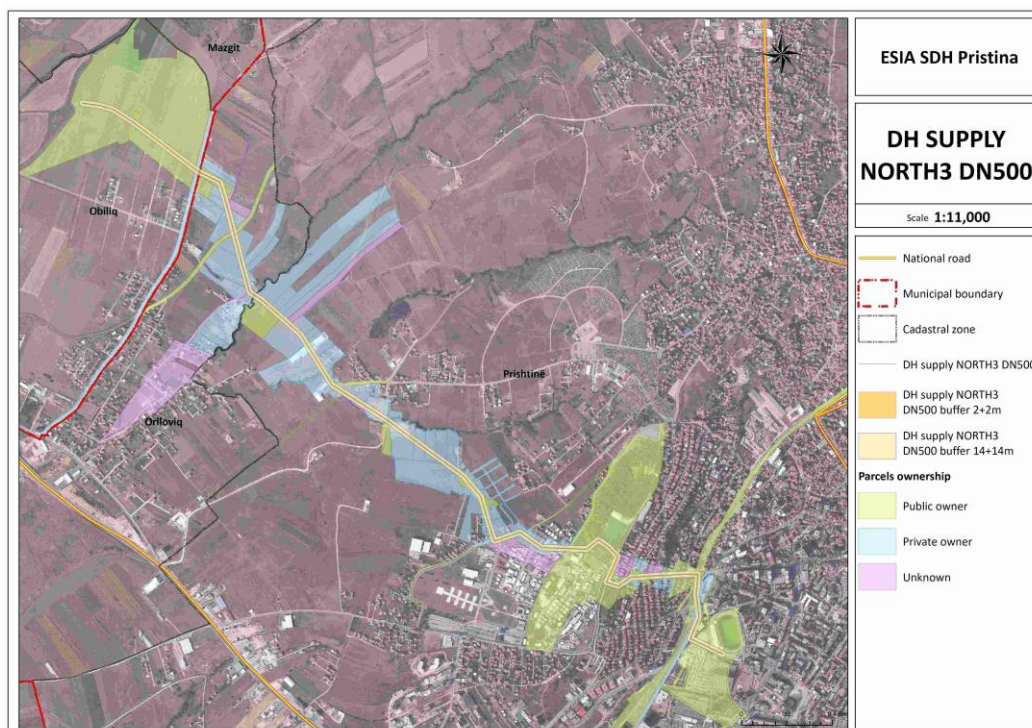 Mazgit
Obiliq
Prishtinë
Orlloviq
ESIA SDH Pristina
DH SUPPLY
NORTH3 DN500
Scale 1:11,000
National road
Municipal boundary
Cadastral zone
DH supply NORTH3 DN500
DH supply NORTH3
DN500 buffer 2+2m
DH supply NORTH3
DN500 buffer 14+14m
Parcels ownership
Public owner
Private owner
Unknown